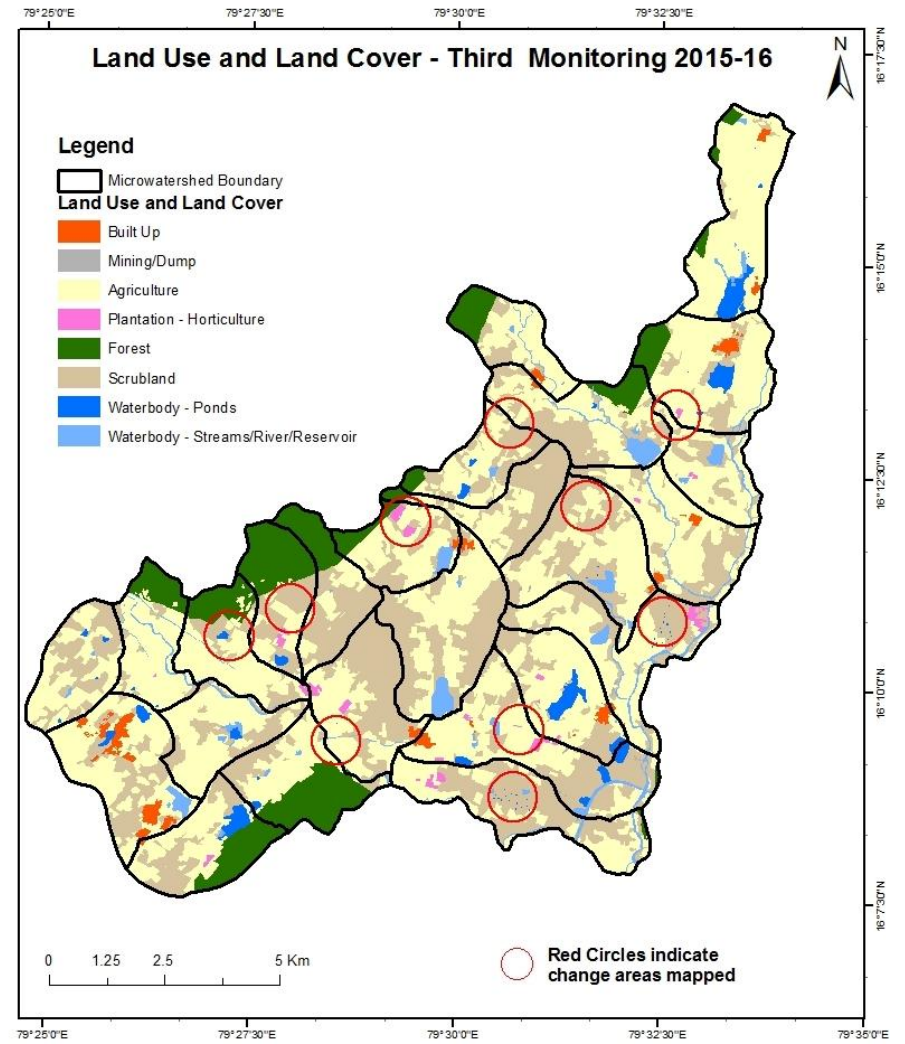 79°25'0"E 79°27'30"E 79°30'0"E 79°32'30"E
Land Use and Land Cover - Third Monitoring 2015-16
N
16°17'30"N
Legend
Microwatershed Boundary
Land Use and Land Cover
Built Up
Mining/Dump
Agriculture
Plantation - Horticulture
Forest
Scrubland
Waterbody - Ponds
Waterbody - Streams/River/Reservoir
16°15'0"N
16°12'30"N
16°10'0"N
16°7'30"N
0 1.25 2.5 5 Km
Red Circles indicate
change areas mapped
79°25'0"E 79°27'30"E 79°30'0"E 79°32'30"E 79°35'0"E